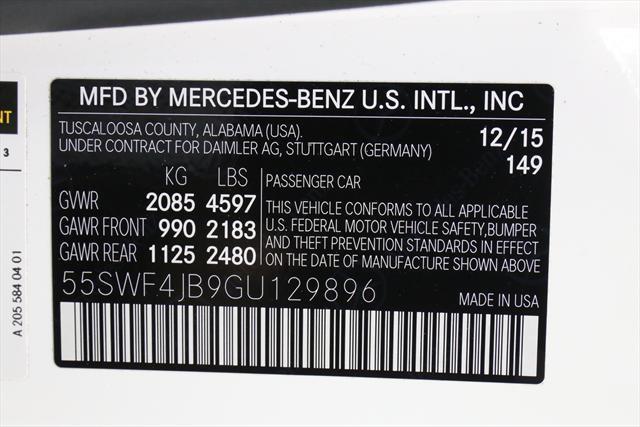 MFD BY MERCEDES-BENZ U.S. INTL., INC
TUSCALOOSA COUNTY, ALABAMA (USA). 12/15
UNDER CONTRACT FOR DAIMLER AG, STUTTGART (GERMANY) 149
KG LBS
GVWR 2085 4597
GAWR FRONT 990 2183
GAWR REAR 1125 2480
PASSENGER CAR
THIS VEHICLE CONFORMS TO ALL APPLICABLE
U.S. FEDERAL MOTOR VEHICLE SAFETY,BUMPER
AND THEFT PREVENTION STANDARDS IN EFFECT
ON THE DATE OF MANUFACTURE SHOWN ABOVE.
55SWF4JB9GU129896 MADE IN USA
A 205 584 04 01
3